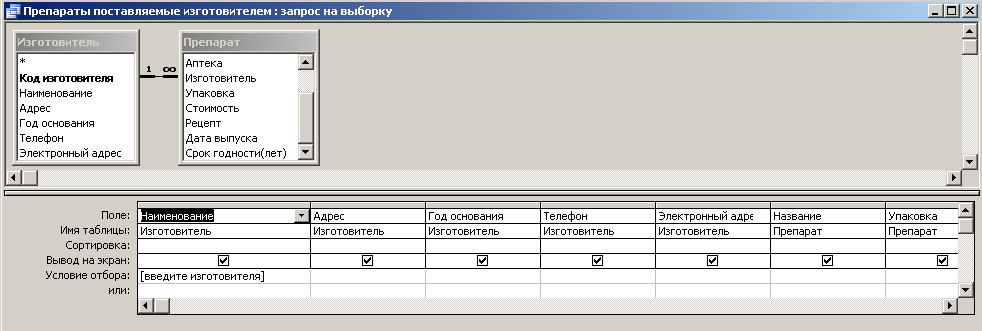 Препараты поставляемые изготовителем : запрос на выборку
Изготовитель
*
Код изготовителя
Наименование
Адрес
Год основания
Телефон
Электронный адрес
1 ∞
Препарат
Аптека
Изготовитель
Упаковка
Стоимость
Рецепт
Дата выпуска
Срок годности(лет)
Поле: Наименование Адрес Год основания Телефон Электронный адре Название Упаковка
Имя таблицы: Изготовитель Изготовитель Изготовитель Изготовитель Изготовитель Препарат Препарат
Сортировка:
Вывод на экран:
Условие отбора: [введите изготовителя]
или: